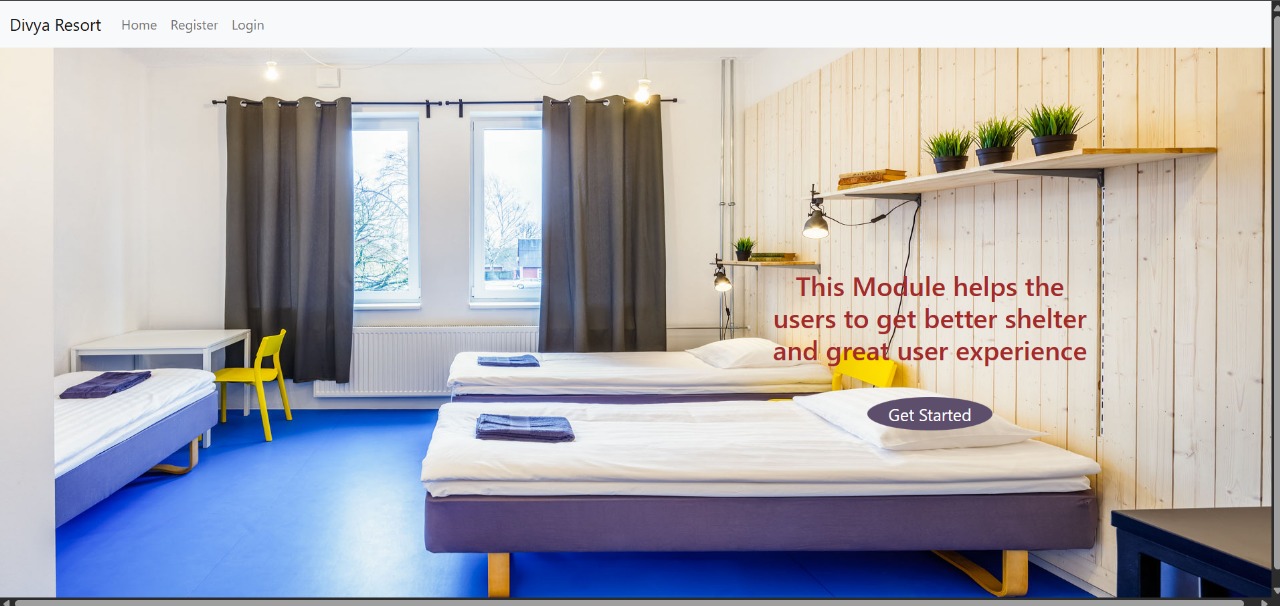 Divya Resort Home Register Login
This Module helps the
users to get better shelter
and great user experience
Get Started